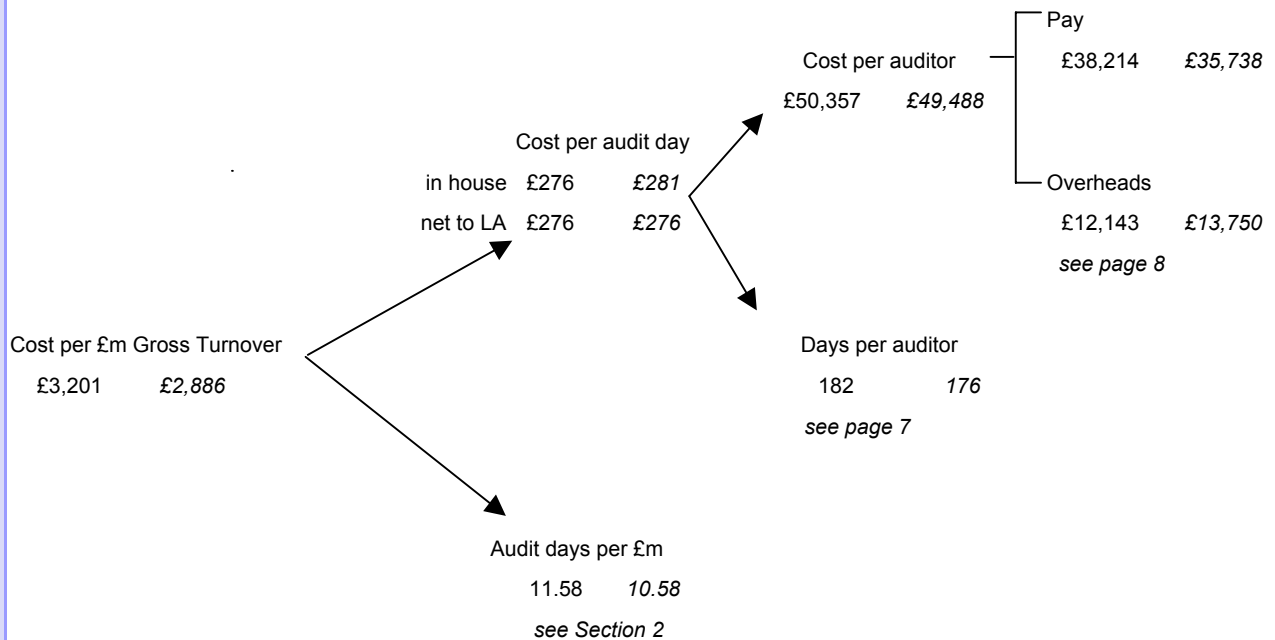 Pay
£38,214 £35,738
Cost per auditor
£50,357 £49,488
Cost per audit day
in house £276 £281
net to LA £276 £276
Overheads
£12,143 £13,750
see page 8
Cost per £m Gross Turnover
£3,201 £2,886
Days per auditor
182 176
see page 7
Audit days per £m
11.58 10.58
see Section 2